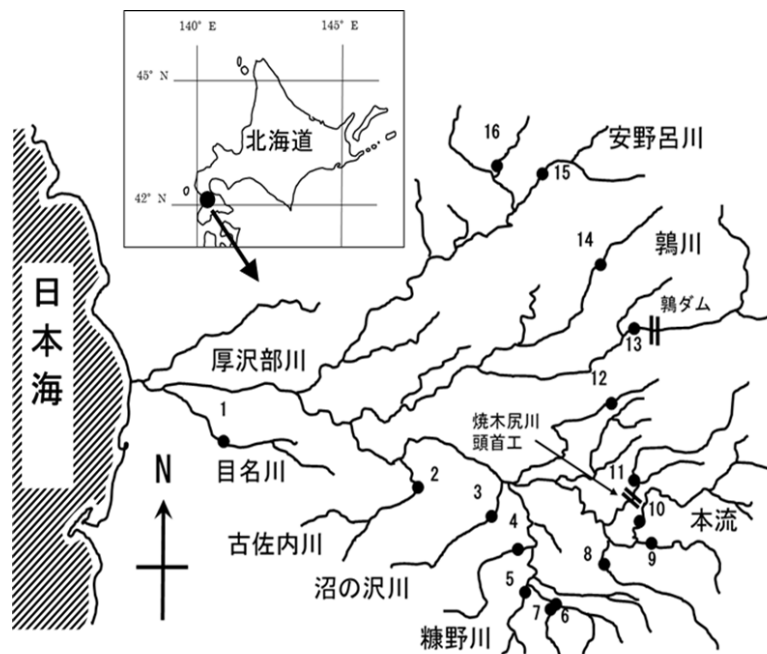 140° E
145° E
45° N
北海道
42° N
16
安野呂川
15
14
鶉川
鶉ダム
13
日本海
厚沢部川
12
1
焼木尻川
頭首工
目名川
N
2
3
11
10
本流
4
古佐内川
9
8
沼の沢川
5
7
6
糠野川